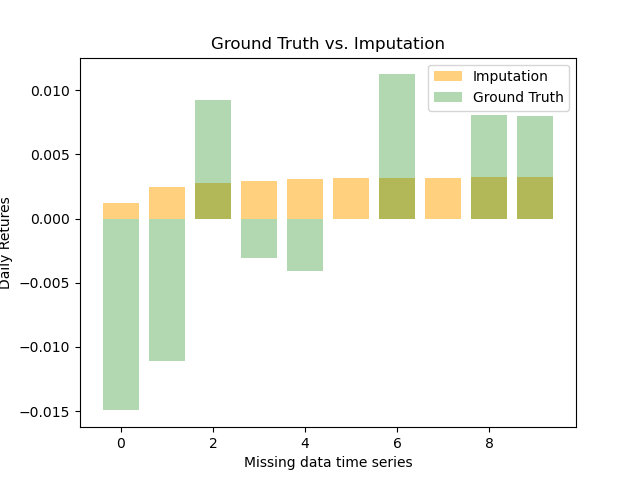 Ground Truth vs. Imputation
Imputation
Ground Truth
0.010
0.005
0.000
−0.005
−0.010
−0.015
Daily Retures
0 2 4 6 8
Missing data time series